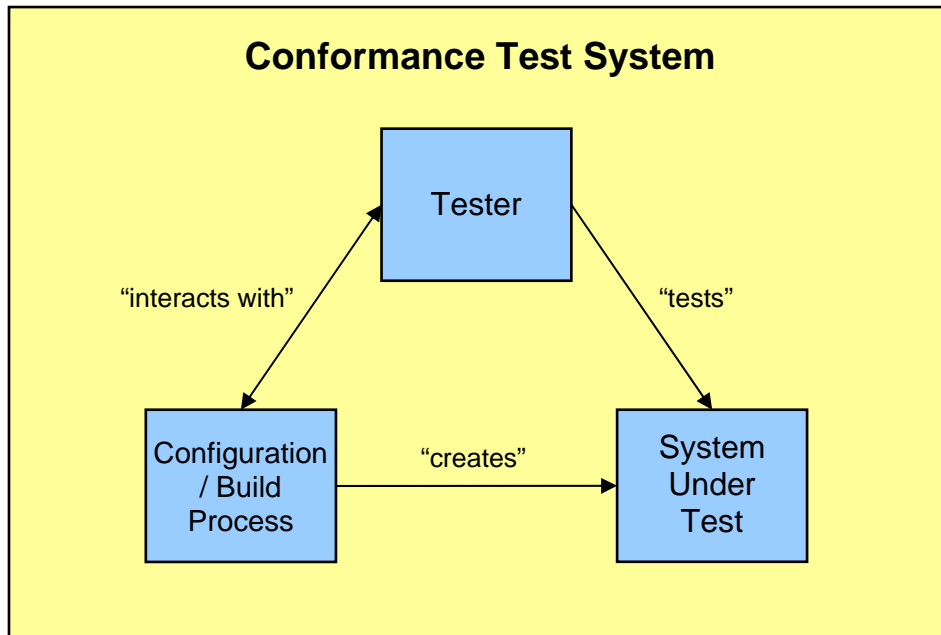 Conformance Test System
Tester
“interacts with”
“tests”
Configuration
/ Build
Process
“creates”
System
Under
Test